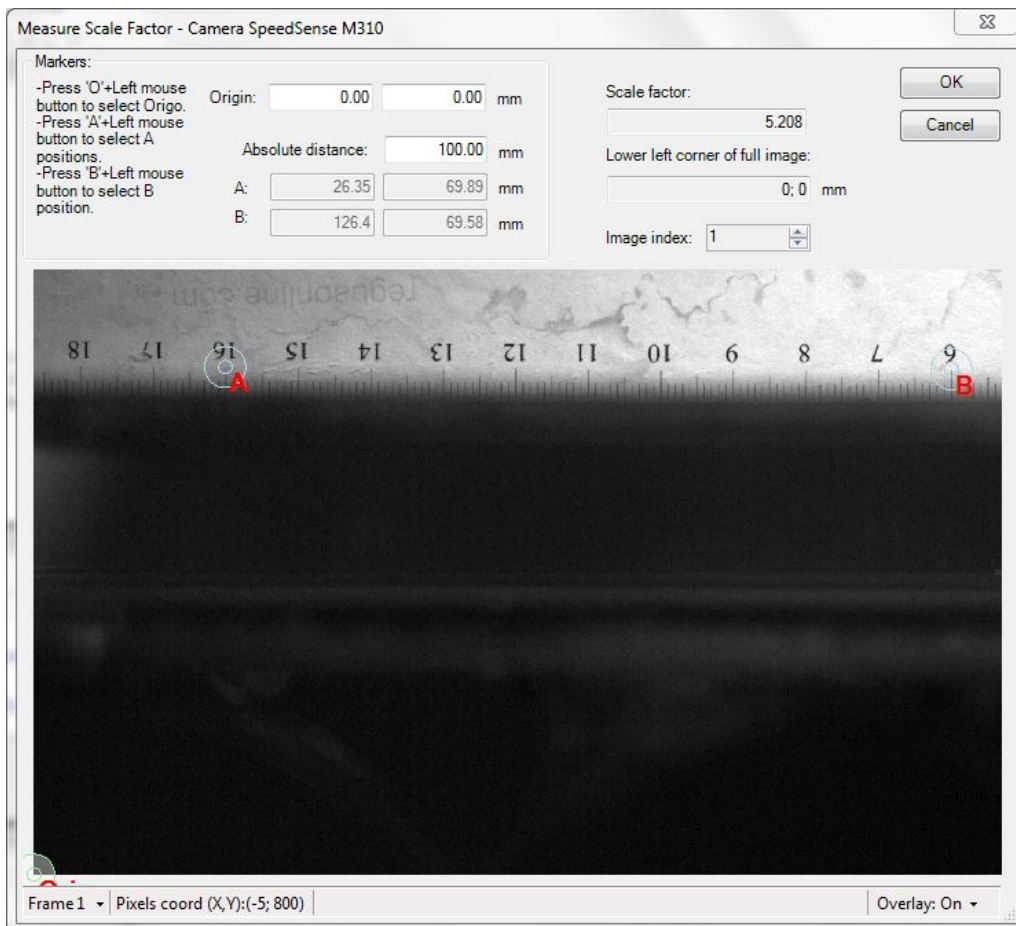 Measure Scale Factor - Camera SpeedSense M310
Markers:
-Press 'O'+Left mouse button to select Origo.
-Press 'A'+Left mouse button to select A positions.
-Press 'B'+Left mouse button to select B position.
Origin: 0.00 0.00 mm
Absolute distance: 100.00 mm
A: 26.35 69.89 mm
B: 126.4 69.58 mm
Scale factor:
5.208
Lower left corner of full image:
0; 0 mm
Image index: 1
OK
Cancel
regusonline.com
18 17 16 15 14 13 12 11 10 9 8 7 6
A B
Frame 1 Pixels coord (X,Y):(-5; 800) Overlay: On